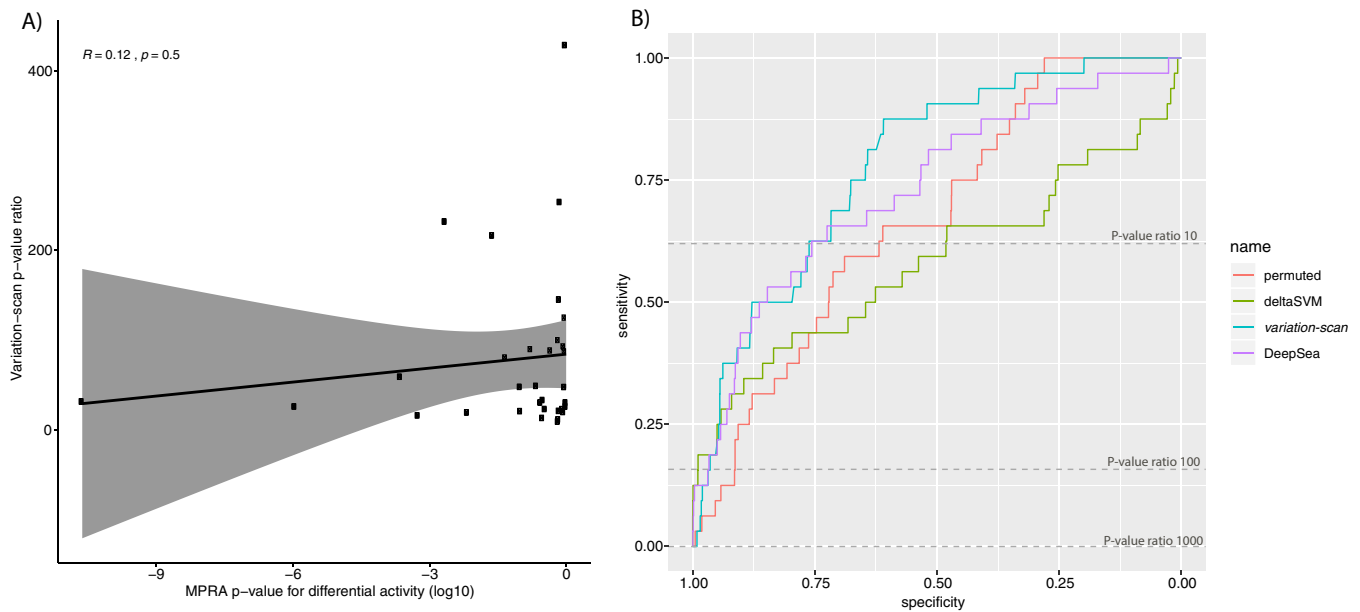 A)
R = 0.12 , p = 0.5
400
200
0
Variation−scan p−value ratio
−9
−6
−3
0
MPRA p−value for differential activity (log10)
B)
1.00
0.75
0.50
0.25
0.00
sensitivity
P-value ratio 10
P-value ratio 100
P-value ratio 1000
1.00
0.75
0.50
0.25
0.00
specificity
name
permuted
deltaSVM
variation-scan
DeepSea